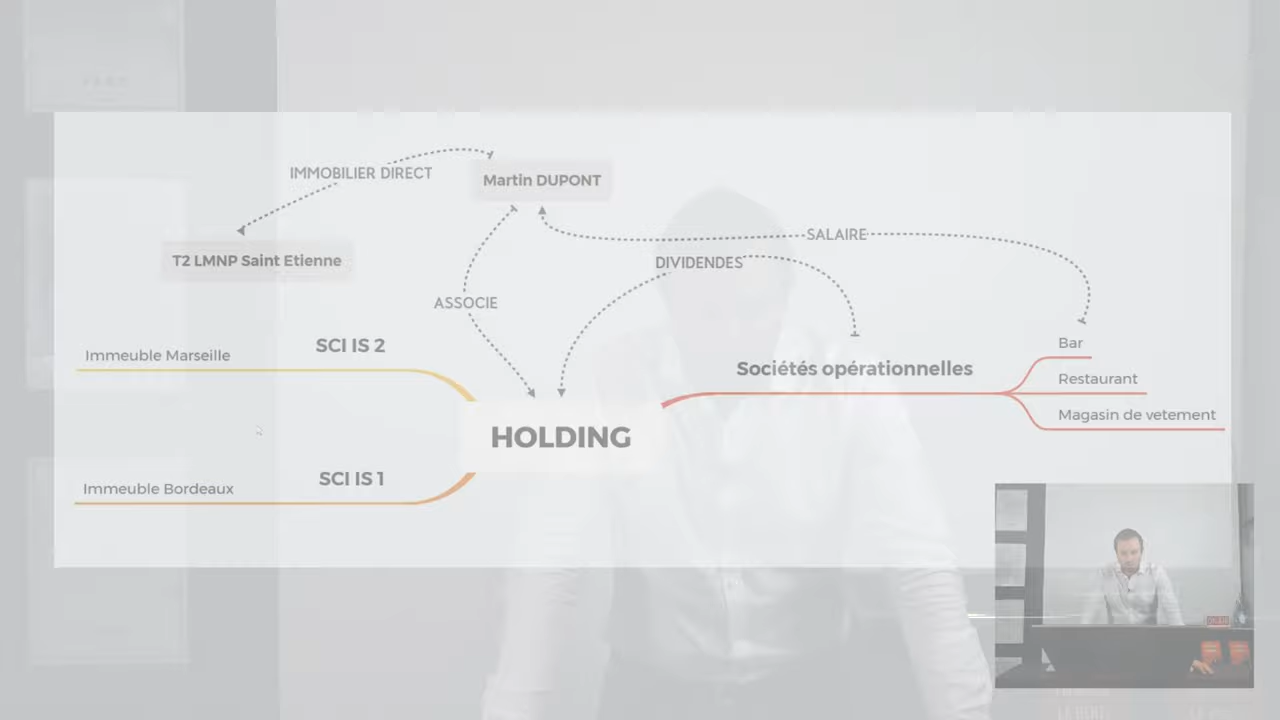 IMMOBILIER DIRECT
Martin DUPONT
SALAIRE
T2 LMNP Saint Etienne
DIVIDENDES
ASSOCIE
SCI IS 2
Immeuble Marseille
Bar
Sociétés opérationnelles
Restaurant
Magasin de vetement
HOLDING
SCI IS 1
Immeuble Bordeaux